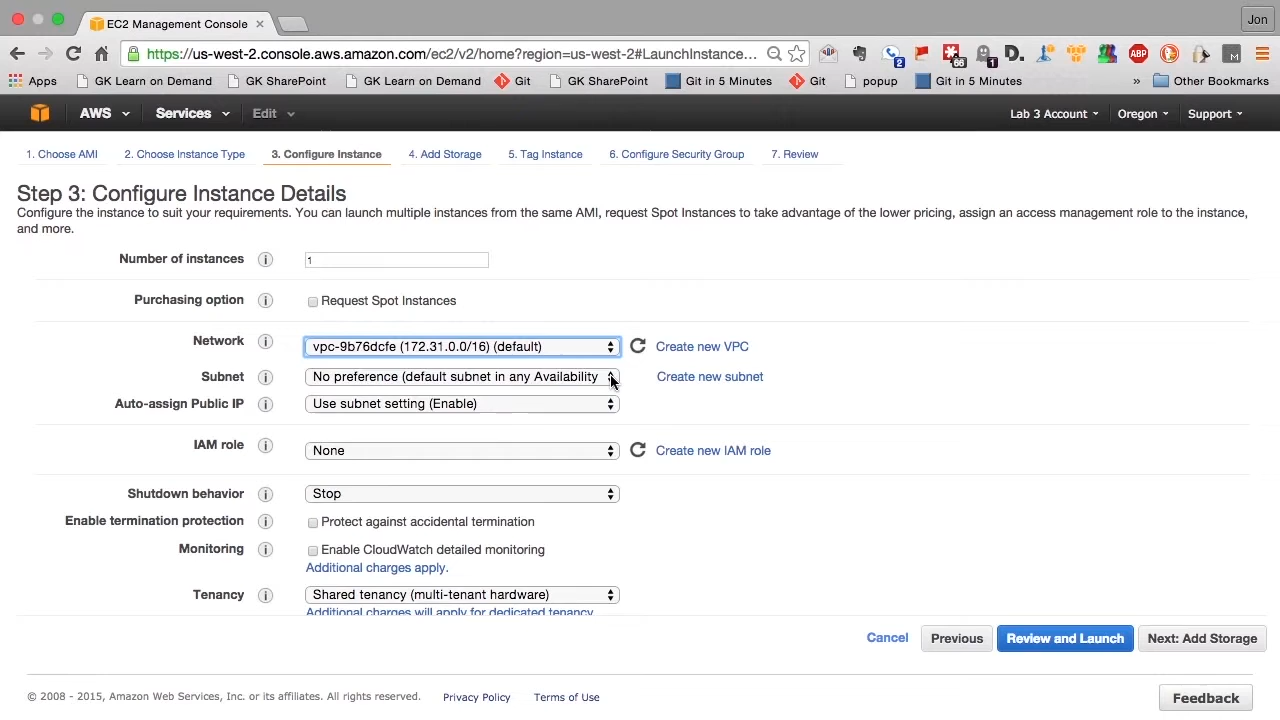 EC2 Management Console
Jon
https://us-west-2.console.aws.amazon.com/ec2/v2/home?region=us-west-2#LaunchInstance...
2
66
1
D.
ABP
M
Apps
GK Learn on Demand
GK SharePoint
GK Learn on Demand
Git
GK SharePoint
Git in 5 Minutes
Git
popup
Git in 5 Minutes
»
Other Bookmarks
AWS
Services
Edit
Lab 3 Account
Oregon
Support
1. Choose AMI
2. Choose Instance Type
3. Configure Instance
4. Add Storage
5. Tag Instance
6. Configure Security Group
7. Review
Step 3: Configure Instance Details
Configure the instance to suit your requirements. You can launch multiple instances from the same AMI, request Spot Instances to take advantage of the lower pricing, assign an access management role to the instance,
and more.
Number of instances
1
Purchasing option
Request Spot Instances
Network
vpc-9b76dcfe (172.31.0.0/16) (default)
Create new VPC
Subnet
No preference (default subnet in any Availability
Create new subnet
Auto-assign Public IP
Use subnet setting (Enable)
IAM role
None
Create new IAM role
Shutdown behavior
Stop
Enable termination protection
Protect against accidental termination
Monitoring
Enable CloudWatch detailed monitoring
Additional charges apply.
Tenancy
Shared tenancy (multi-tenant hardware)
Additional charges will apply for dedicated tenancy
Cancel
Previous
Review and Launch
Next: Add Storage
© 2008 - 2015, Amazon Web Services, Inc. or its affiliates. All rights reserved.
Privacy Policy
Terms of Use
Feedback